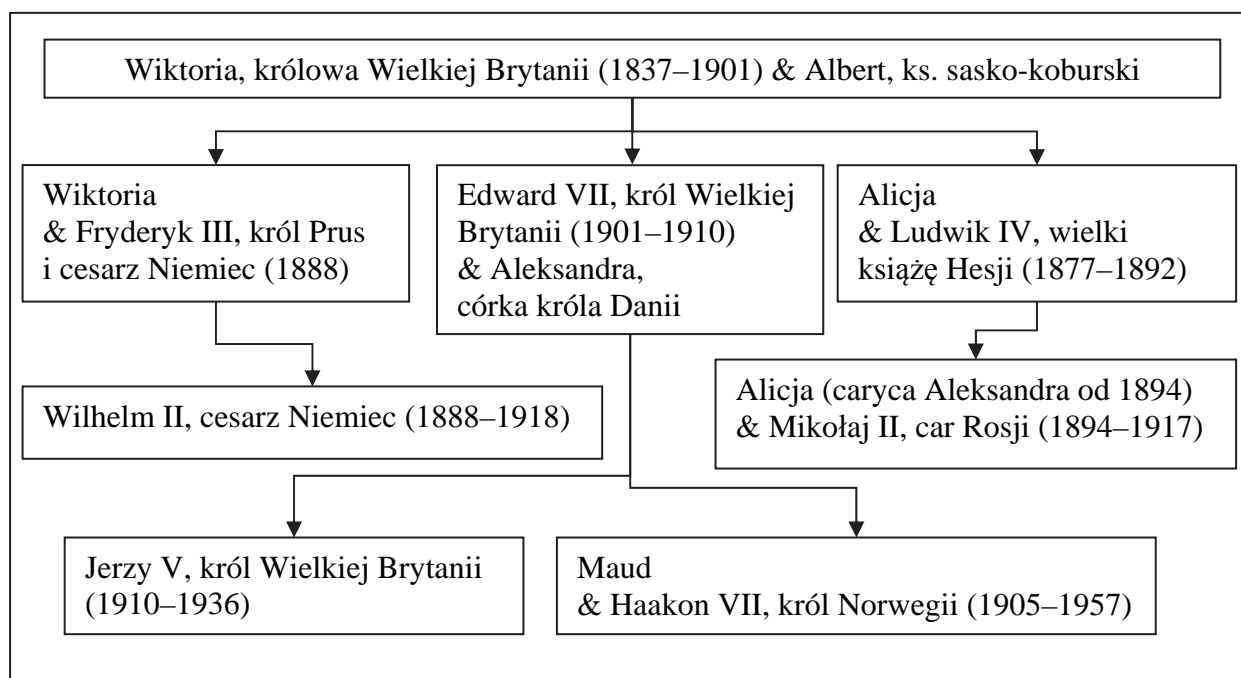 Wiktoria, królowa Wielkiej Brytanii (1837–1901) & Albert, ks. sasko-koburski
Wiktoria
& Fryderyk III, król Prus
i cesarz Niemiec (1888)
Edward VII, król Wielkiej
Brytanii (1901–1910)
& Aleksandra,
córka króla Danii
Alicja
& Ludwik IV, wielki
książę Hesji (1877–1892)
Wilhelm II, cesarz Niemiec (1888–1918)
Alicja (caryca Aleksandra od 1894)
& Mikołaj II, car Rosji (1894–1917)
Jerzy V, król Wielkiej Brytanii
(1910–1936)
Maud
& Haakon VII, król Norwegii (1905–1957)